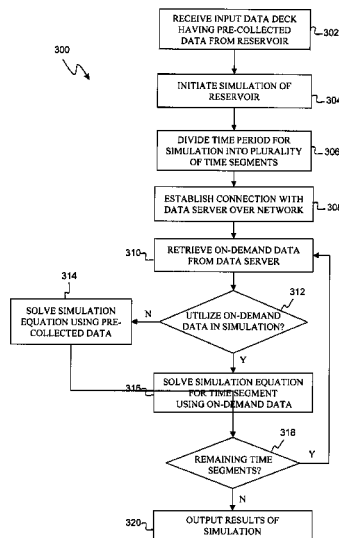 RECEIVE INPUT DATA DECK
HAVING PRE-COLLECTED
DATA FROM RESERVOIR
302
300
INITIATE SIMULATION OF
RESERVOIR
304
DIVIDE TIME PERIOD FOR
SIMULATION INTO PLURALITY
OF TIME SEGMENTS
306
ESTABLISH CONNECTION WITH
DATA SERVER OVER NETWORK
308
310
RETRIEVE ON-DEMAND DATA
FROM DATA SERVER
314
312
SOLVE SIMULATION
EQUATION USING PRE-
COLLECTED DATA
N
UTILIZE ON-DEMAND
DATA IN SIMULATION?
Y
316
SOLVE SIMULATION EQUATION
FOR TIME SEGMENT
USING ON-DEMAND DATA
318
REMAINING TIME
SEGMENTS?
Y
N
320
OUTPUT RESULTS OF
SIMULATION